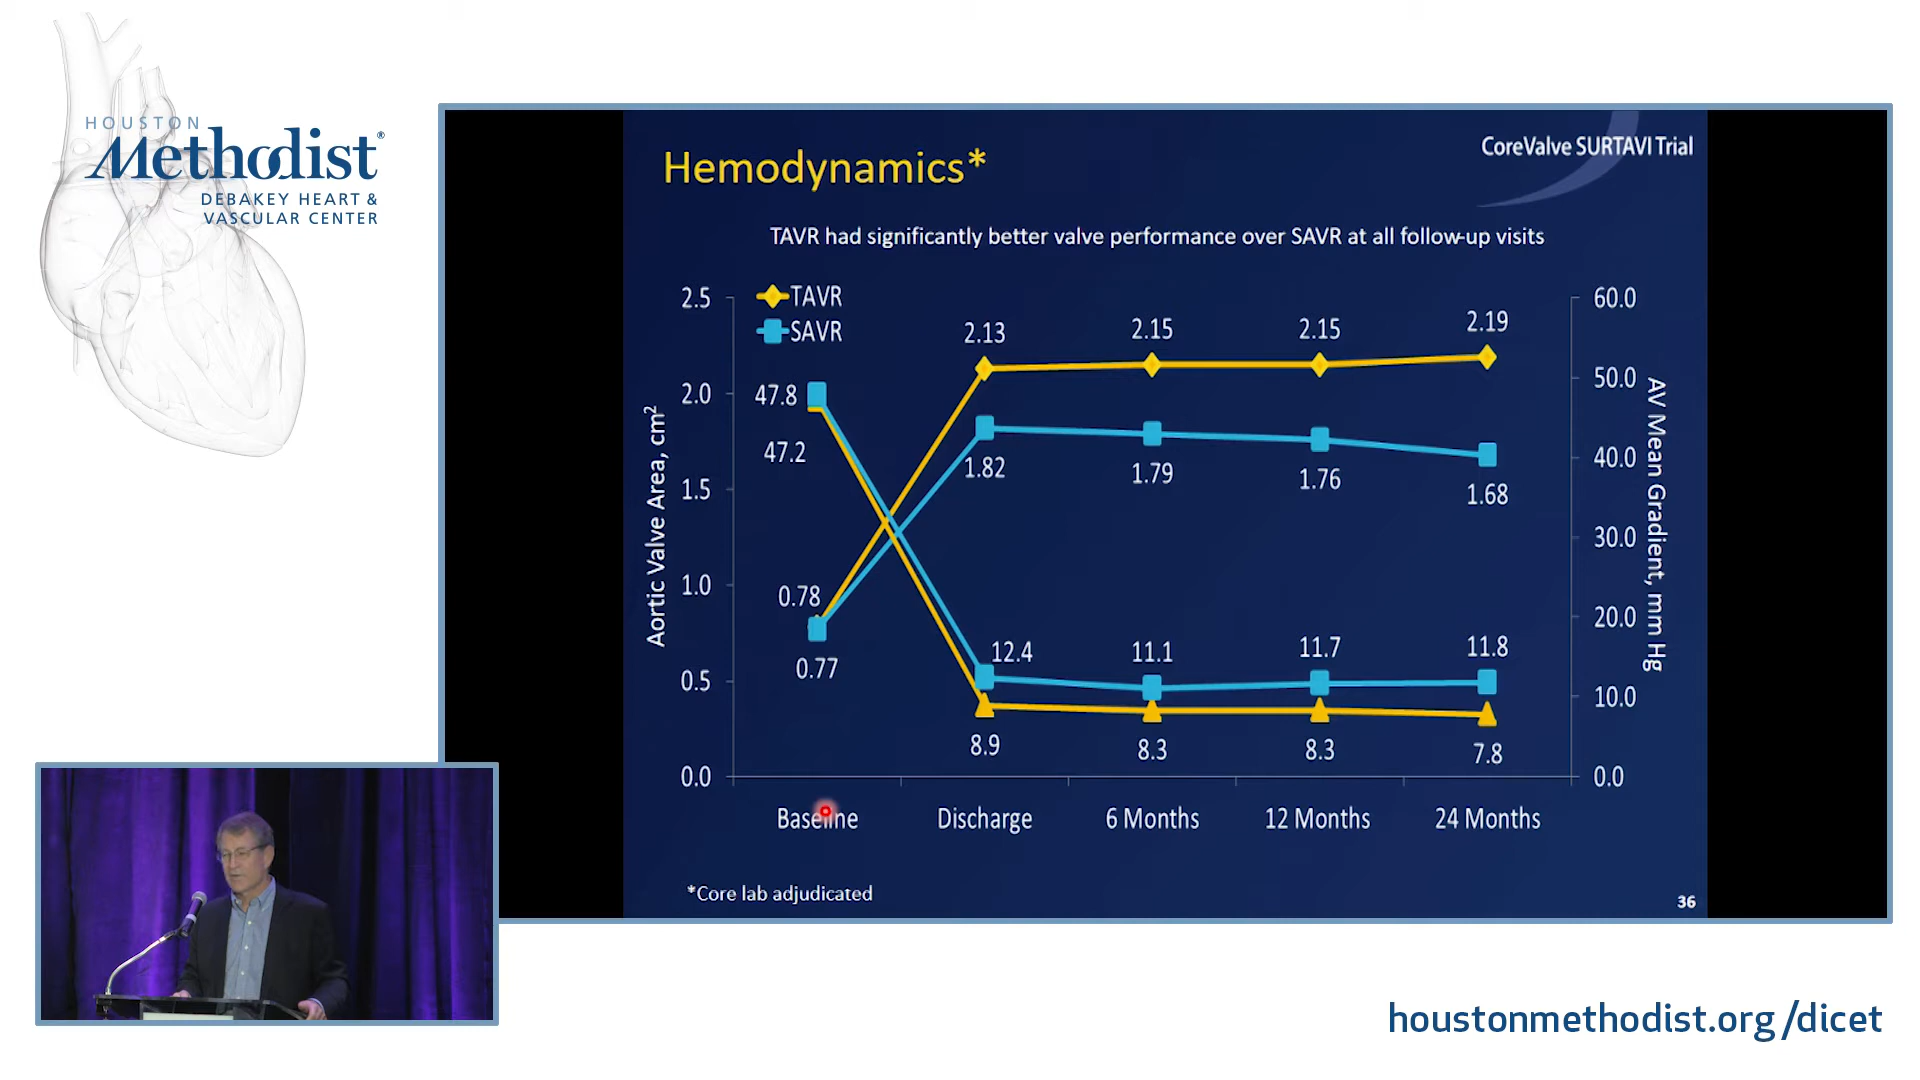 HOUSTON
Methodist®
DEBAKEY HEART &
VASCULAR CENTER
CoreValve SURTAVI Trial
Hemodynamics*
TAVR had significantly better valve performance over SAVR at all follow-up visits
TAVR
SAVR
Aortic Valve Area, cm²
2.5
2.0
1.5
1.0
0.5
0.0
47.8
47.2
0.78
0.77
2.13
2.15
2.15
2.19
1.82
1.79
1.76
1.68
12.4
11.1
11.7
11.8
8.9
8.3
8.3
7.8
60.0
50.0
40.0
30.0
20.0
10.0
0.0
AV Mean Gradient, mm Hg
Baseline
Discharge
6 Months
12 Months
24 Months
*Core lab adjudicated
36
houstonmethodist.org/dicet